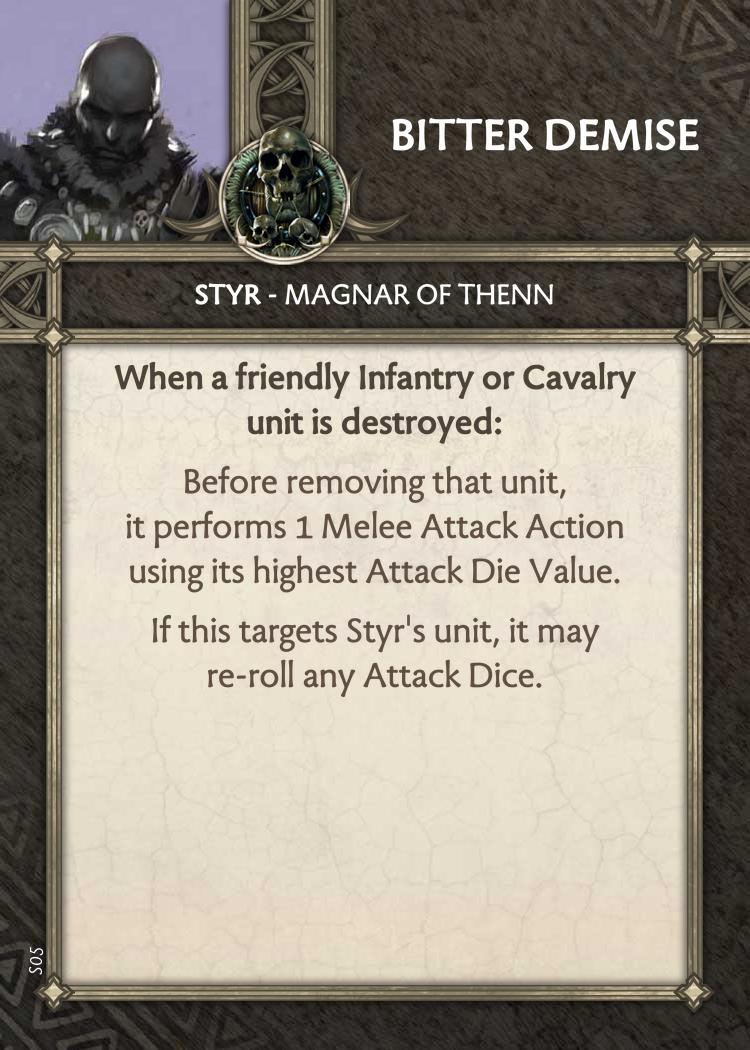 BITTER DEMISE
STYR - MAGNAR OF THENN
When a friendly Infantry or Cavalry
unit is destroyed:
Before removing that unit,
it performs 1 Melee Attack Action
using its highest Attack Die Value.
If this targets Styr's unit, it may
re-roll any Attack Dice.
S05